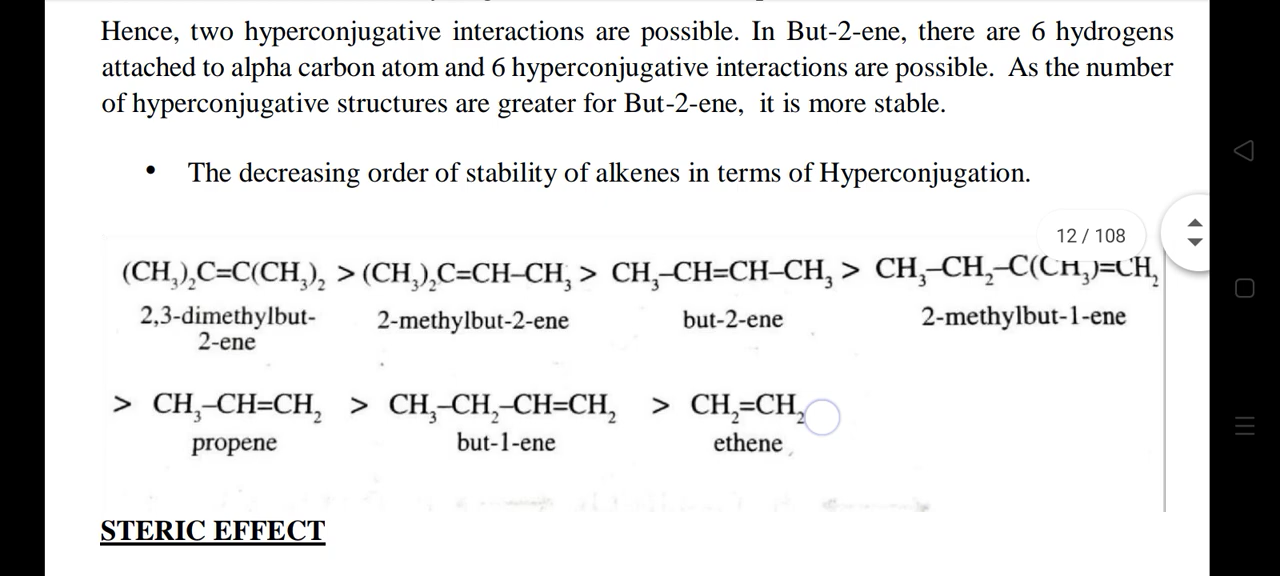 Hence, two hyperconjugative interactions are possible. In But-2-ene, there are 6 hydrogens
attached to alpha carbon atom and 6 hyperconjugative interactions are possible. As the number
of hyperconjugative structures are greater for But-2-ene, it is more stable.
• The decreasing order of stability of alkenes in terms of Hyperconjugation.
12 / 108
(CH₃)₂C=C(CH₃)₂ > (CH₃)₂C=CH–CH₃ > CH₃–CH=CH–CH₃ > CH₃–CH₂–C(CH₃)=CH₂
2,3-dimethylbut- 2-methylbut-2-ene but-2-ene 2-methylbut-1-ene
2-ene
> CH₃–CH=CH₂ > CH₃–CH₂–CH=CH₂ > CH₂=CH₂
propene but-1-ene ethene
STERIC EFFECT